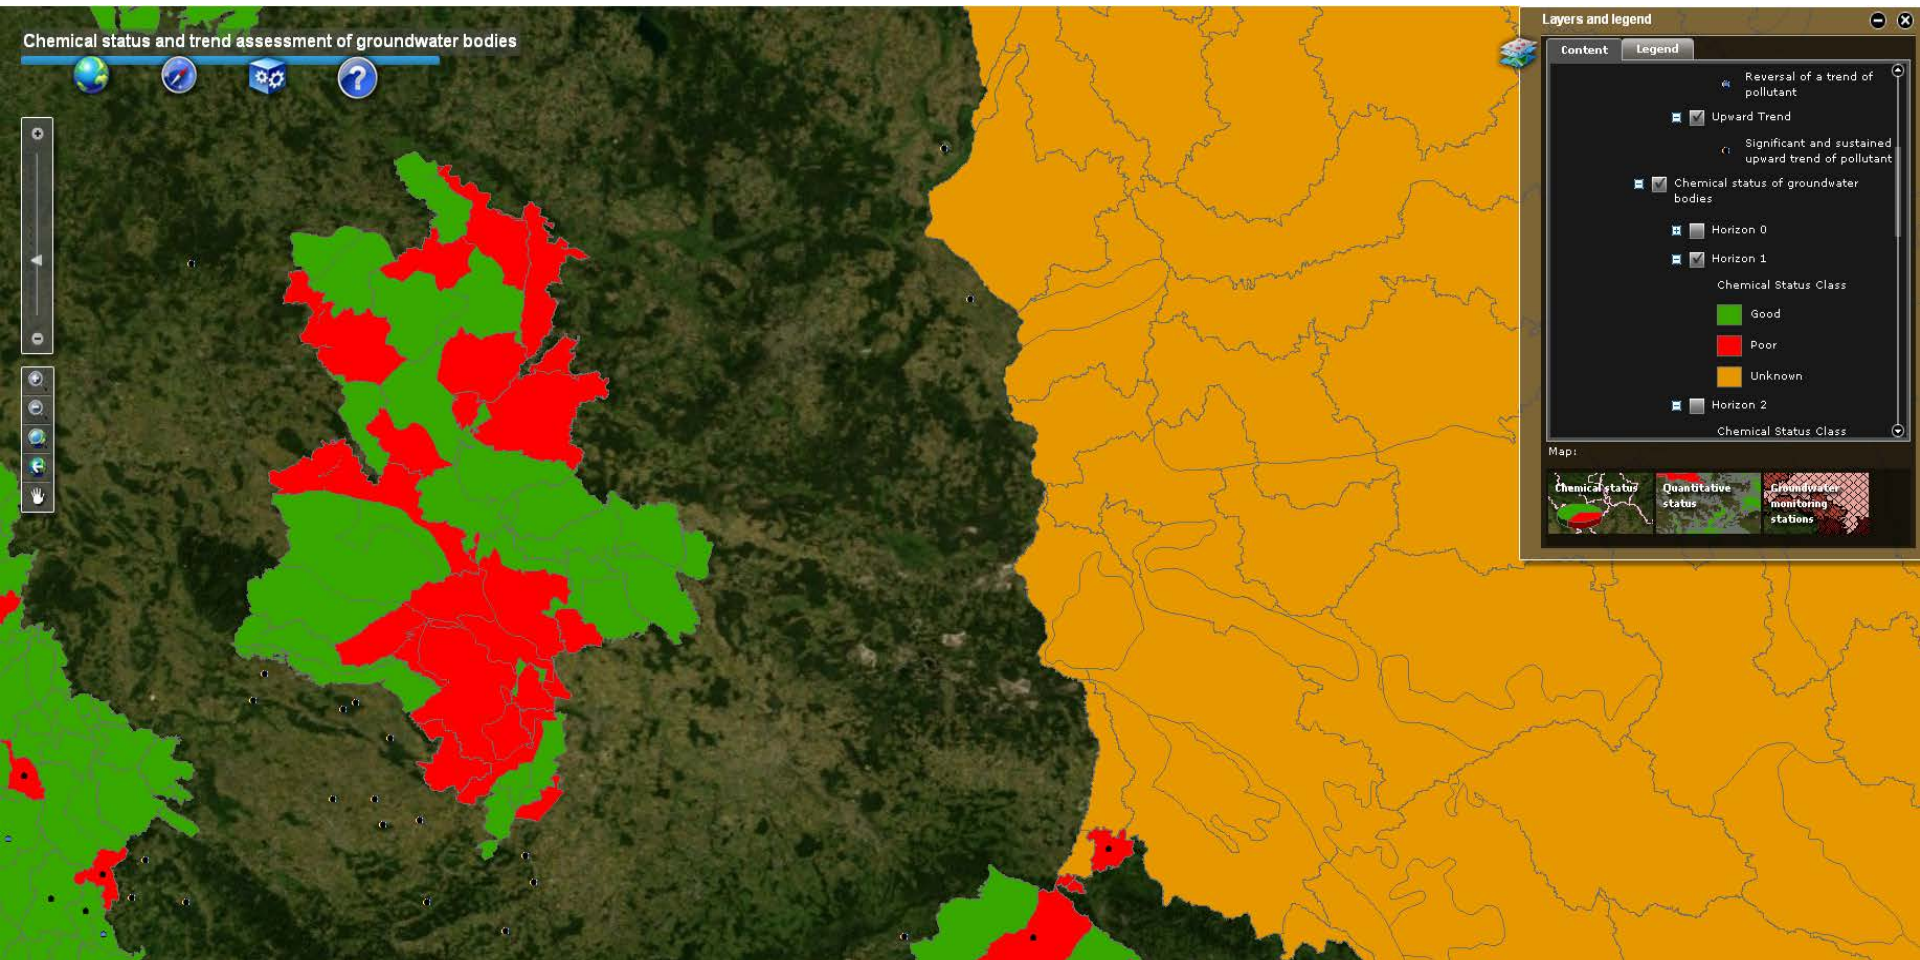 Chemical status and trend assessment of groundwater bodies
Layers and legend
Content
Legend
Reversal of a trend of
pollutant
Upward Trend
Significant and sustained
upward trend of pollutant
Chemical status of groundwater
bodies
Horizon 0
Horizon 1
Chemical Status Class
Good
Poor
Unknown
Horizon 2
Chemical Status Class
Map:
Chemical status
Quantitative
status
Groundwater
monitoring
stations